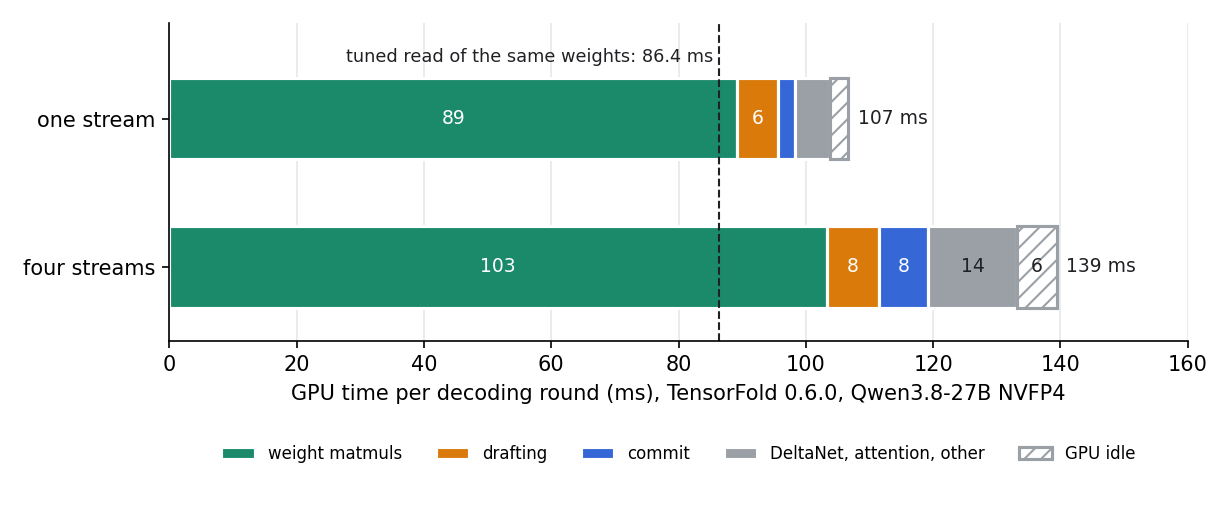 tuned read of the same weights: 86.4 ms
one stream
89
6
107 ms
four streams
103
8
8
14
6
139 ms
0 20 40 60 80 100 120 140 160
GPU time per decoding round (ms), TensorFold 0.6.0, Qwen3.8-27B NVFP4
weight matmuls drafting commit DeltaNet, attention, other GPU idle